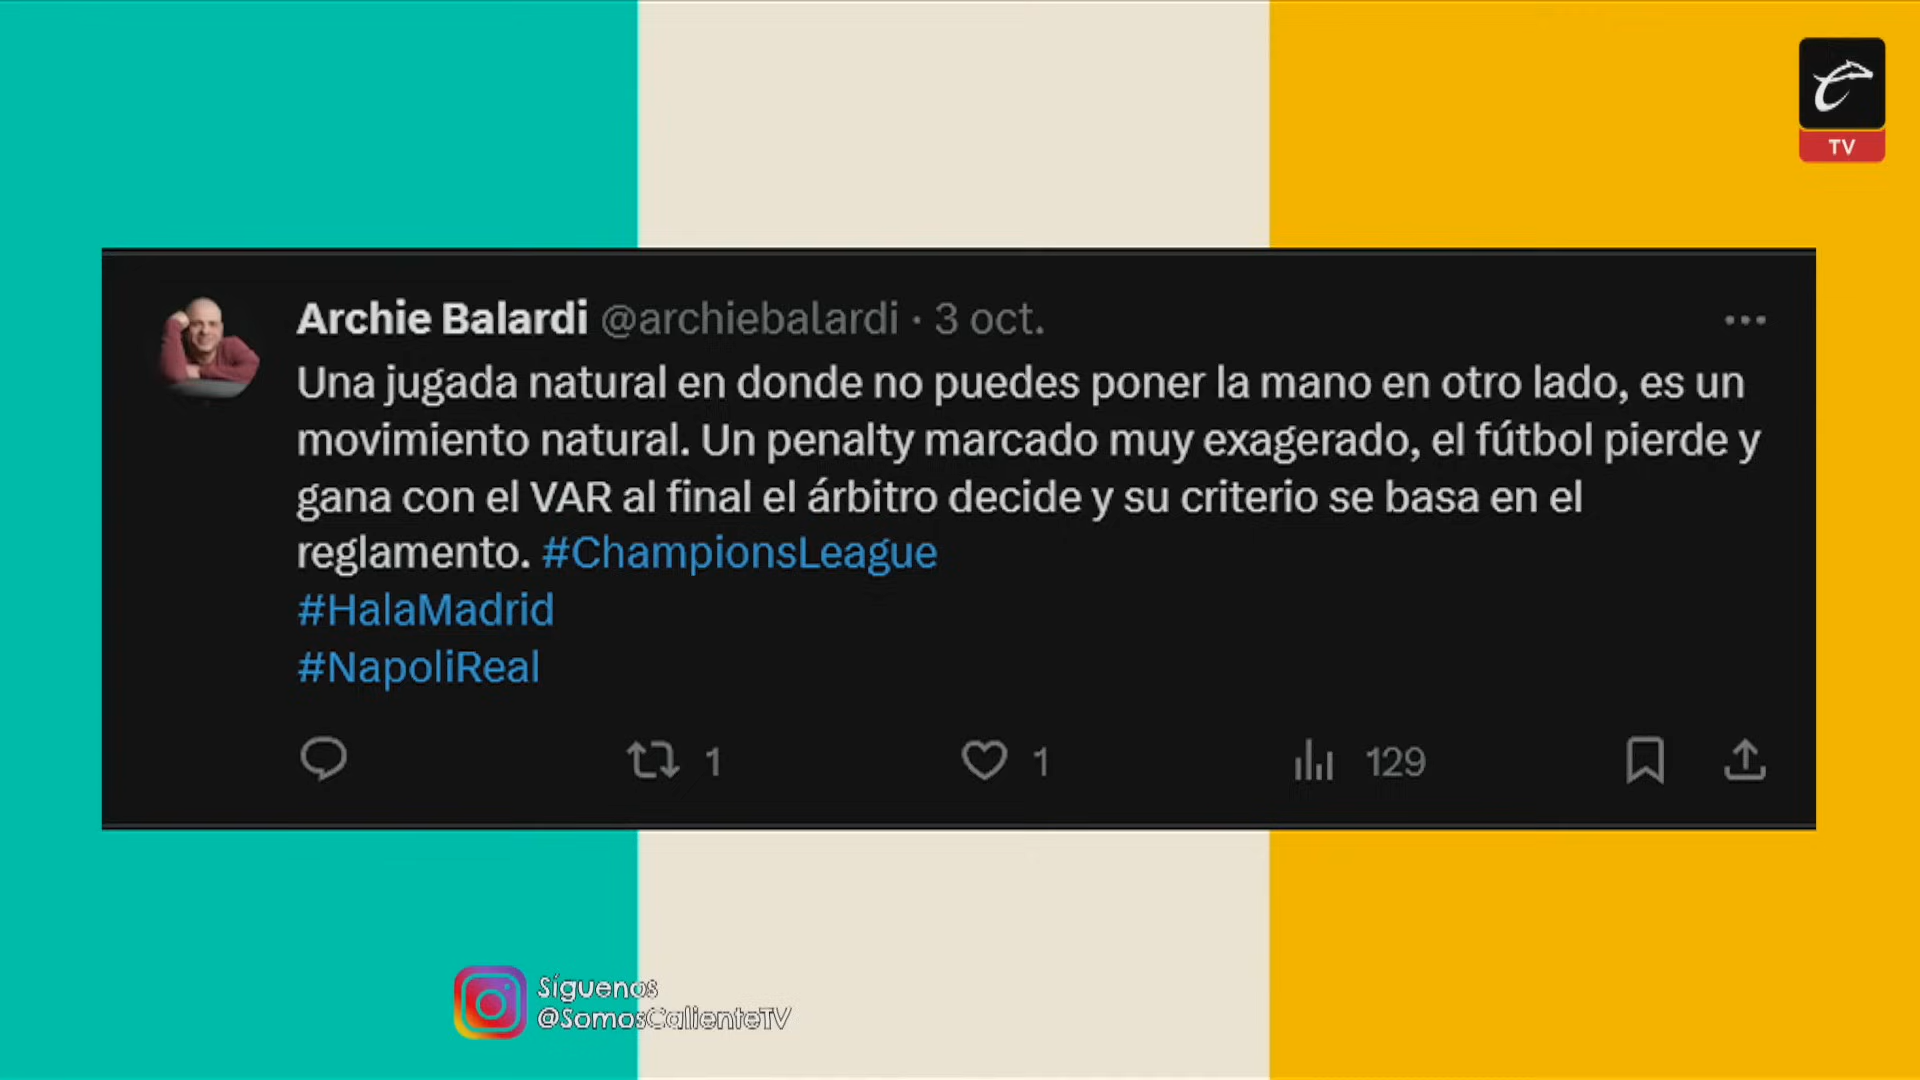 TV
Archie Balardi @archiebalardi · 3 oct.
Una jugada natural en donde no puedes poner la mano en otro lado, es un
movimiento natural. Un penalty marcado muy exagerado, el fútbol pierde y
gana con el VAR al final el árbitro decide y su criterio se basa en el
reglamento. #ChampionsLeague
#HalaMadrid
#NapoliReal
1 1 129
Síguenos
@SomosCalienteTV